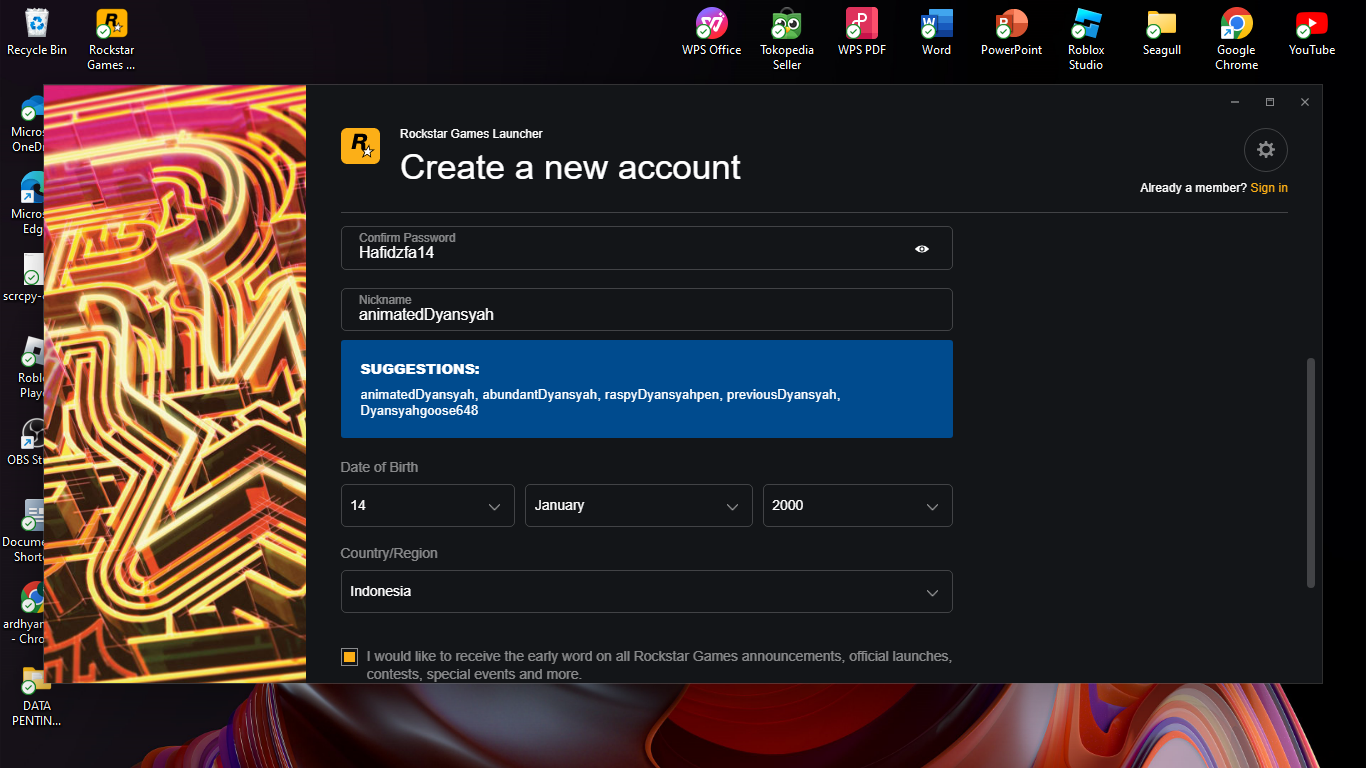 Recycle Bin
Rockstar
Games ...
WPS Office
Tokopedia
Seller
WPS PDF
Word
PowerPoint
Roblox
Studio
Seagull
Google
Chrome
YouTube
Micros
OneDr
Micros
Edg
scrcpy-
Roblo
Playe
OBS St
Docume
Short
ardhyan
- Chro
DATA
PENTIN...
Rockstar Games Launcher
Create a new account
Already a member? Sign in
Confirm Password
Hafidzfa14
Nickname
animatedDyansyah
SUGGESTIONS:
animatedDyansyah, abundantDyansyah, raspyDyansyahpen, previousDyansyah,
Dyansyahgoose648
Date of Birth
14
January
2000
Country/Region
Indonesia
I would like to receive the early word on all Rockstar Games announcements, official launches,
contests, special events and more.